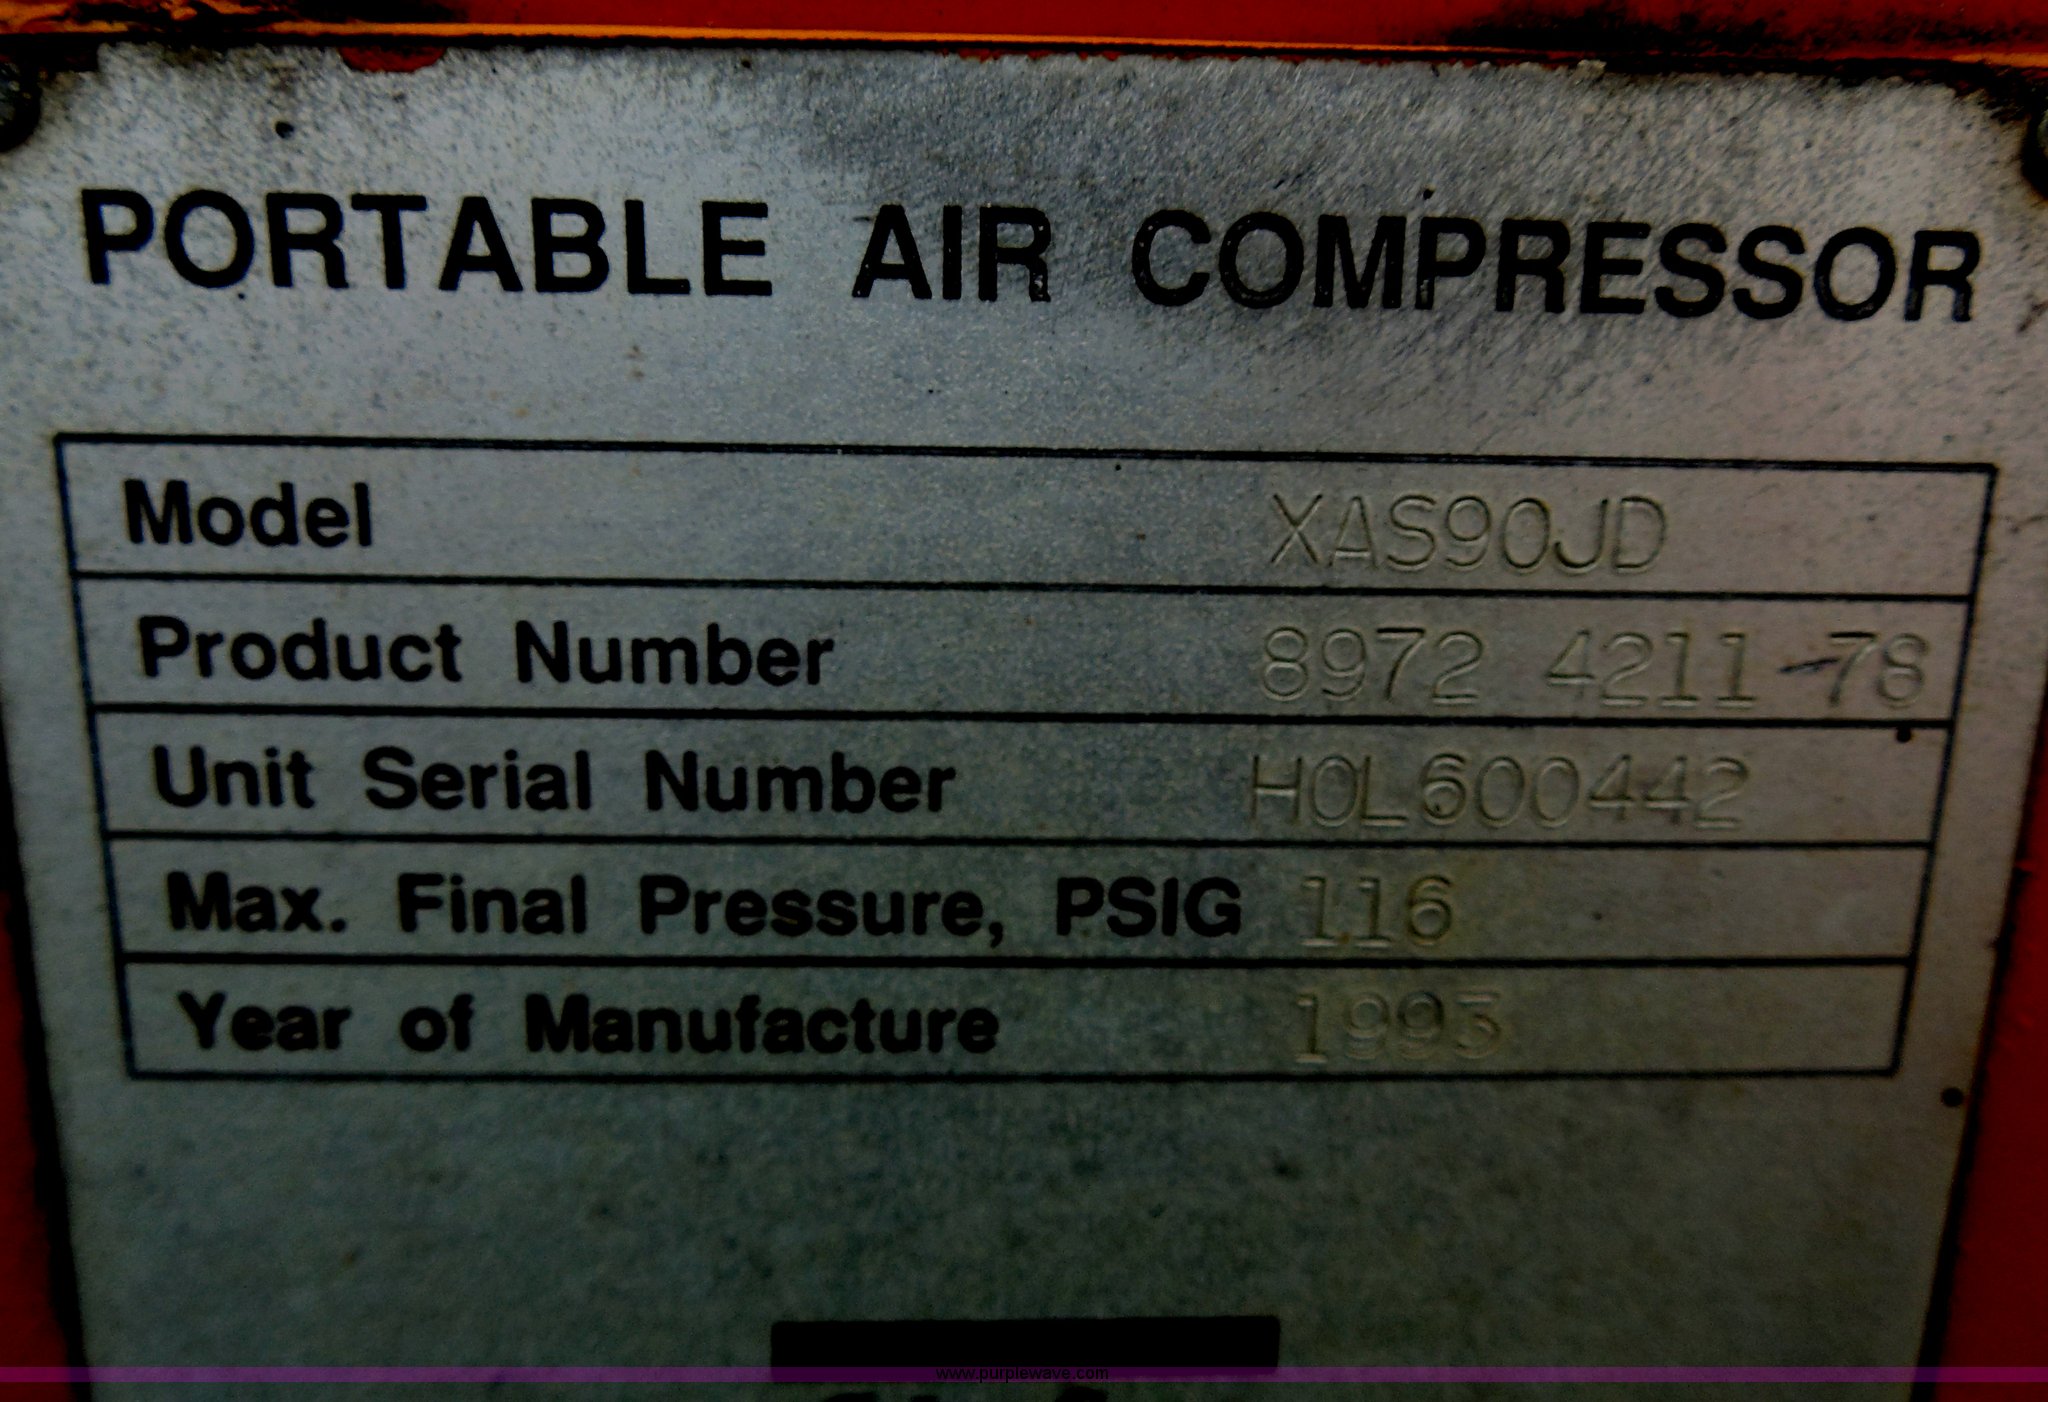 PORTABLE AIR COMPRESSOR
Model XAS90JD
Product Number 8972 4211-78
Unit Serial Number HOL600442
Max. Final Pressure, PSIG 116
Year of Manufacture 1993
www.purplewave.com